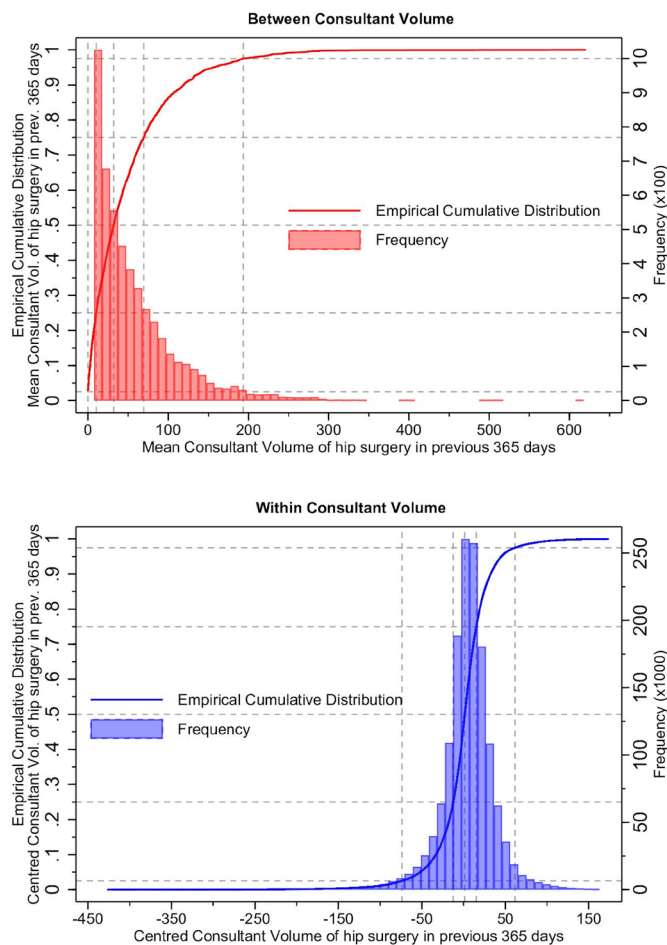 Between Consultant Volume
Empirical Cumulative Distribution
Mean Consultant Vol. of hip surgery in prev. 365 days
1
.9
.8
.7
.6
.5
.4
.3
.2
.1
0
Empirical Cumulative Distribution
Frequency
10
9
8
7
6
5
4
3
2
1
0
Frequency (x100)
0 100 200 300 400 500 600
Mean Consultant Volume of hip surgery in previous 365 days
Within Consultant Volume
Empirical Cumulative Distribution
Centred Consultant Vol. of hip surgery in prev. 365 days
1
.9
.8
.7
.6
.5
.4
.3
.2
.1
0
Empirical Cumulative Distribution
Frequency
250
200
150
100
50
0
Frequency (x1000)
-450 -350 -250 -150 -50 50 150
Centred Consultant Volume of hip surgery in previous 365 days